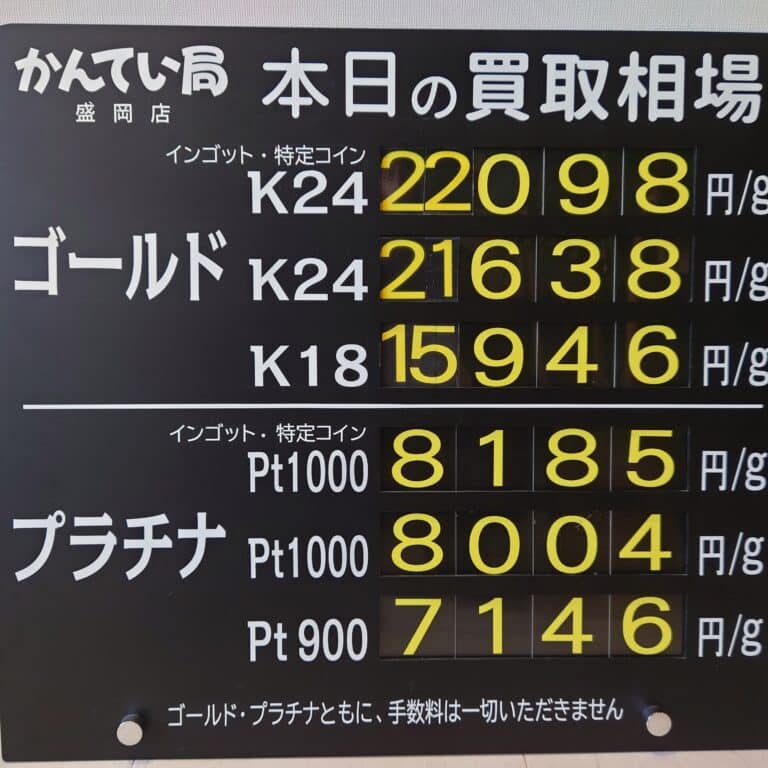 かんてい局 本日の買取相場
盛岡店
インゴット・特定コイン
K24 22098 円/g
ゴールド K24 21638 円/g
K18 15946 円/g
インゴット・特定コイン
Pt1000 8185 円/g
プラチナ Pt1000 8004 円/g
Pt900 7146 円/g
ゴールド・プラチナともに、手数料は一切いただきません